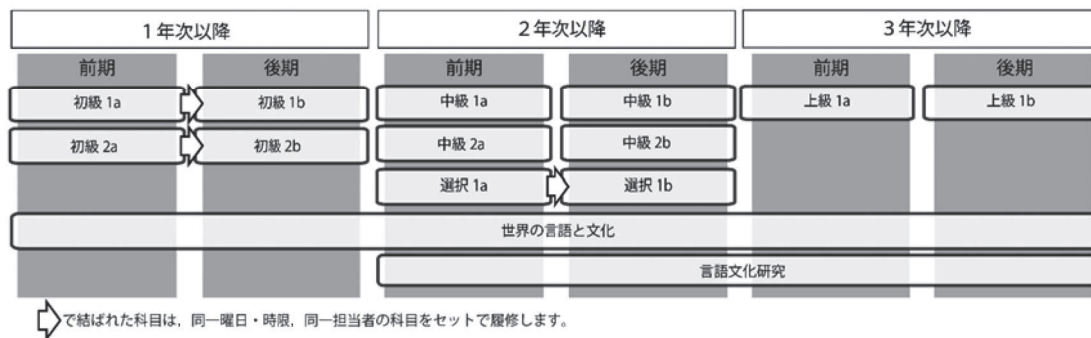 1年次以降 2年次以降 3年次以降
前期 後期 前期 後期 前期 後期
初級 1a 初級 1b 中級 1a 中級 1b 上級 1a 上級 1b
初級 2a 初級 2b 中級 2a 中級 2b
選択 1a 選択 1b
世界の言語と文化
言語文化研究
で結ばれた科目は，同一曜日・時限，同一担当者の科目をセットで履修します。